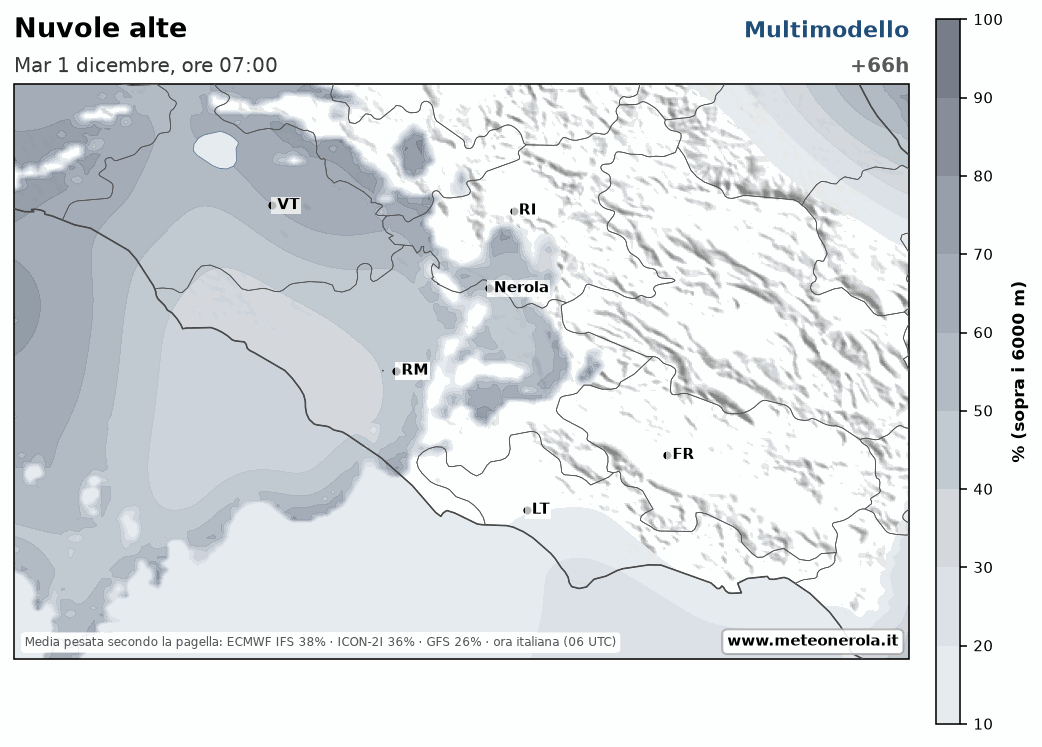 Nuvole alte
Multimodello
Mar 1 dicembre, ore 07:00
+66h
VT
RI
Nerola
RM
FR
LT
Media pesata secondo la pagella: ECMWF IFS 38% · ICON-2I 36% · GFS 26% · ora italiana (06 UTC)
www.meteonerola.it
100
90
80
70
60
50
40
30
20
10
% (sopra i 6000 m)